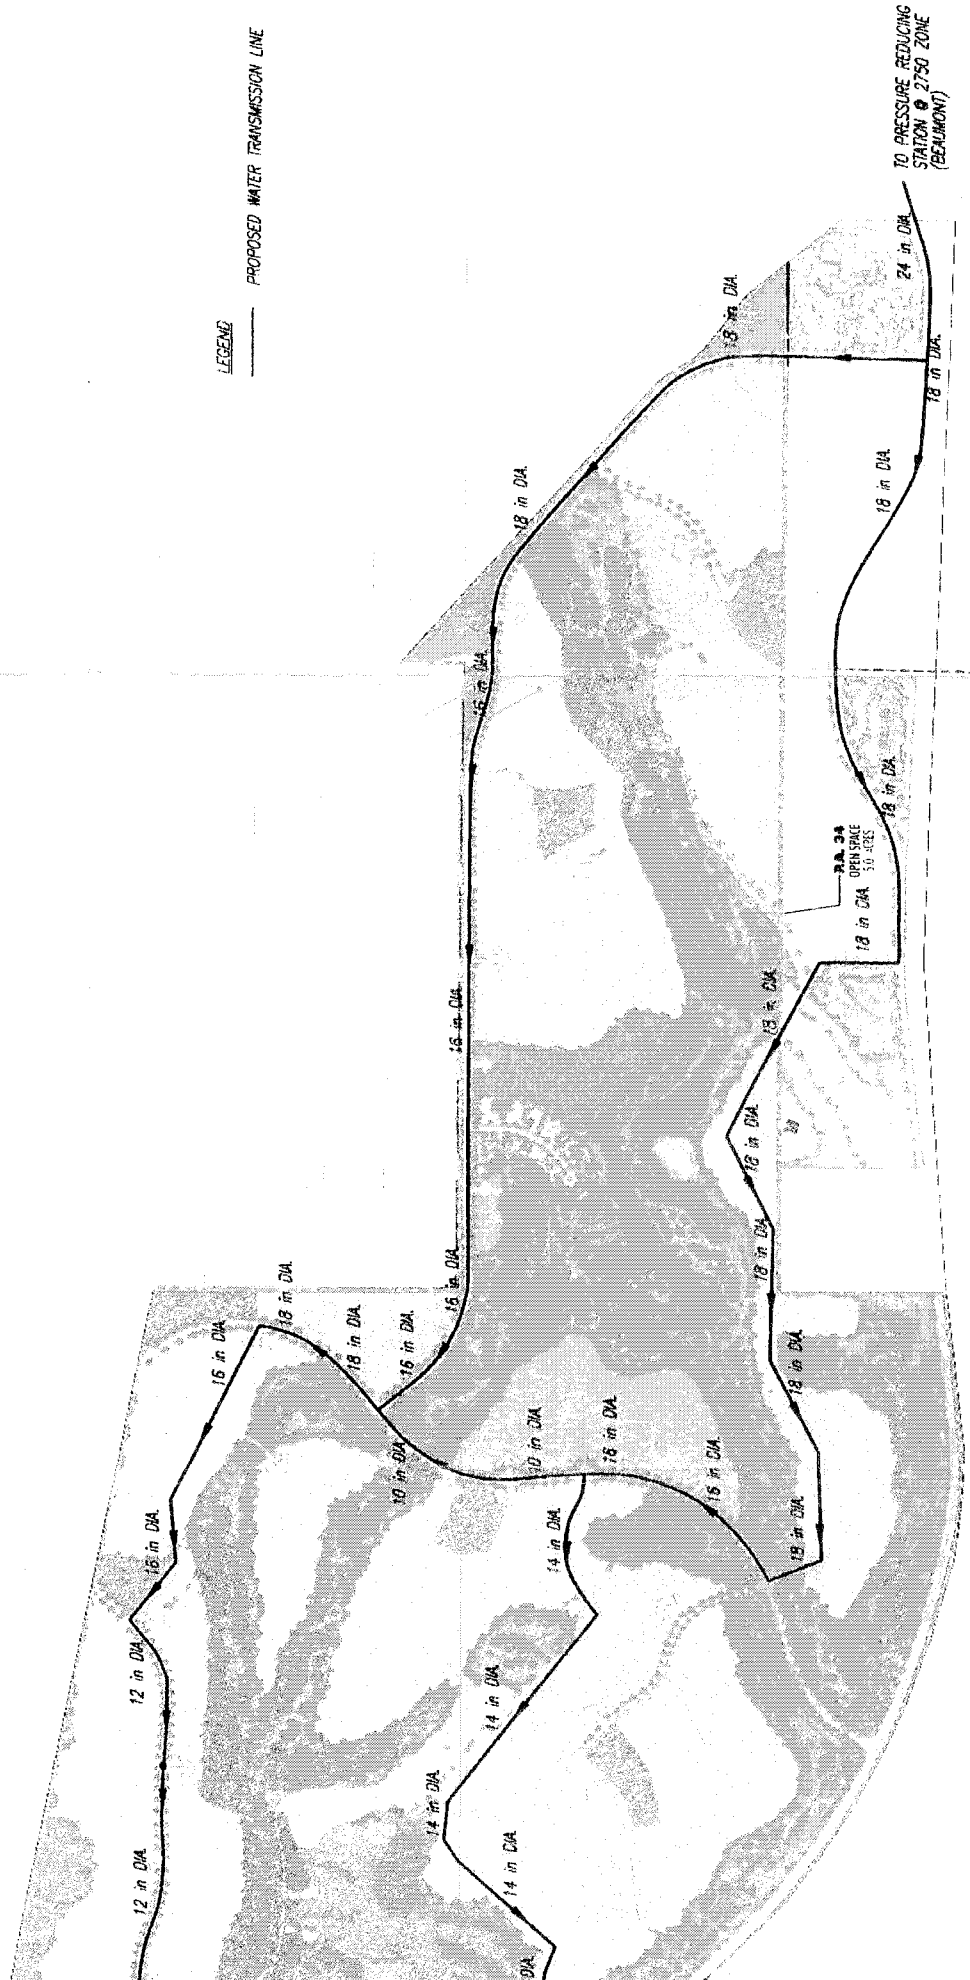 LEGEND
PROPOSED WATER TRANSMISSION LINE
TO PRESSURE REDUCING
STATION @ 2750 ZONE
(BEAUMONT)
24 in DIA.
18 in DIA.
18 in DIA.
18 in DIA.
18 in DIA.
16 in DIA.
18 in DIA.
P.A. 34
OPEN SPACE
5.0 ACRES
18 in DIA.
18 in DIA.
16 in DIA.
18 in DIA.
18 in DIA.
16 in DIA.
18 in DIA.
16 in DIA.
18 in DIA.
16 in DIA.
18 in DIA.
10 in DIA.
10 in DIA.
16 in DIA.
16 in DIA.
18 in DIA.
14 in DIA.
16 in DIA.
12 in DIA.
14 in DIA.
14 in DIA.
12 in DIA.
14 in DIA.
DIA.